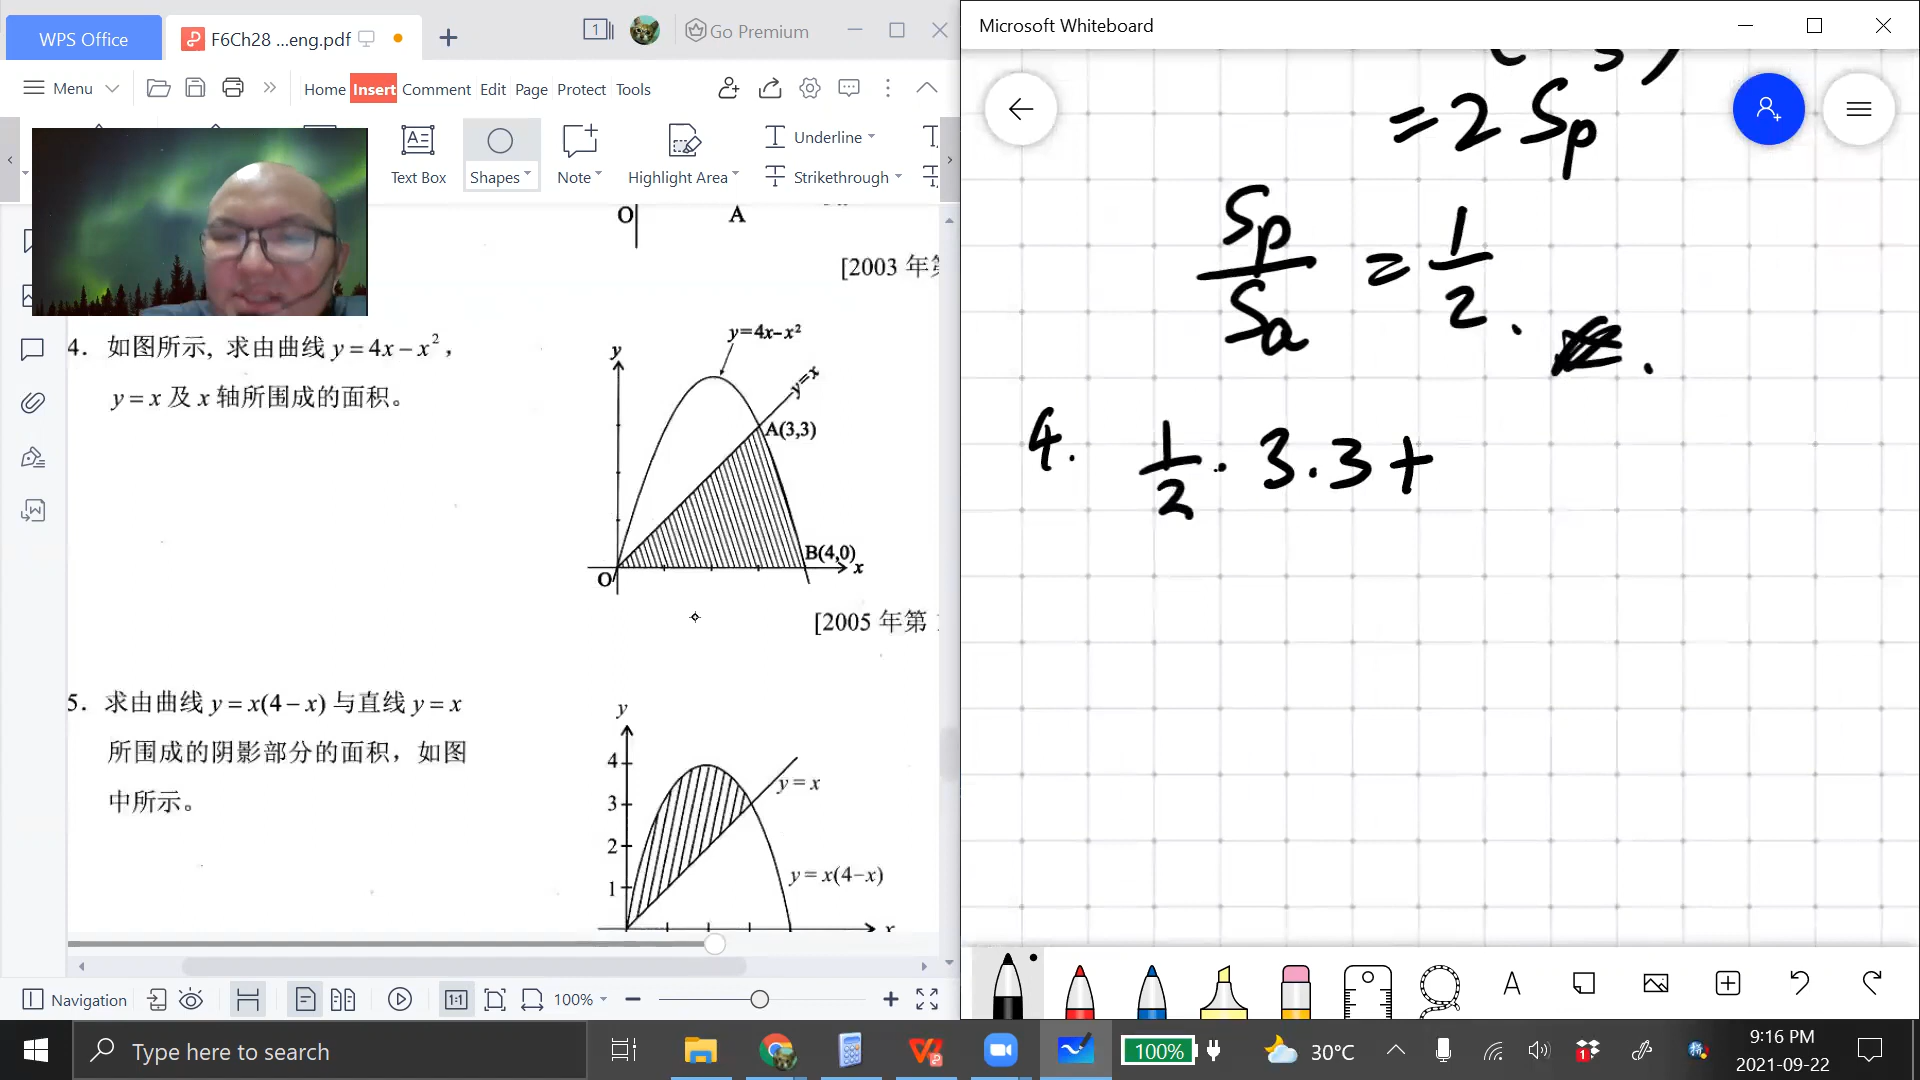 WPS Office
F6Ch28 ...eng.pdf
1
Go Premium
Menu
Home Insert Comment Edit Page Protect Tools
Text Box
Shapes
Note
Highlight Area
Underline
Strikethrough
O A
[2003 年第
4. 如图所示, 求由曲线 y = 4x – x²,
y = x 及 x 轴所围成的面积。
y
y=4x–x²
y=x
A(3,3)
B(4,0)
x
O
[2005 年第
5. 求由曲线 y = x(4 – x) 与直线 y = x
所围成的阴影部分的面积，如图
中所示。
y
4
3
2
1
y = x
y = x(4–x)
x
Navigation
1:1
100%
Microsoft Whiteboard
= 2 Sp
Sp/Sa = 1/2.
4. 1/2 · 3 · 3 +
A
Type here to search
100%
30°C
1
9:16 PM
2021-09-22